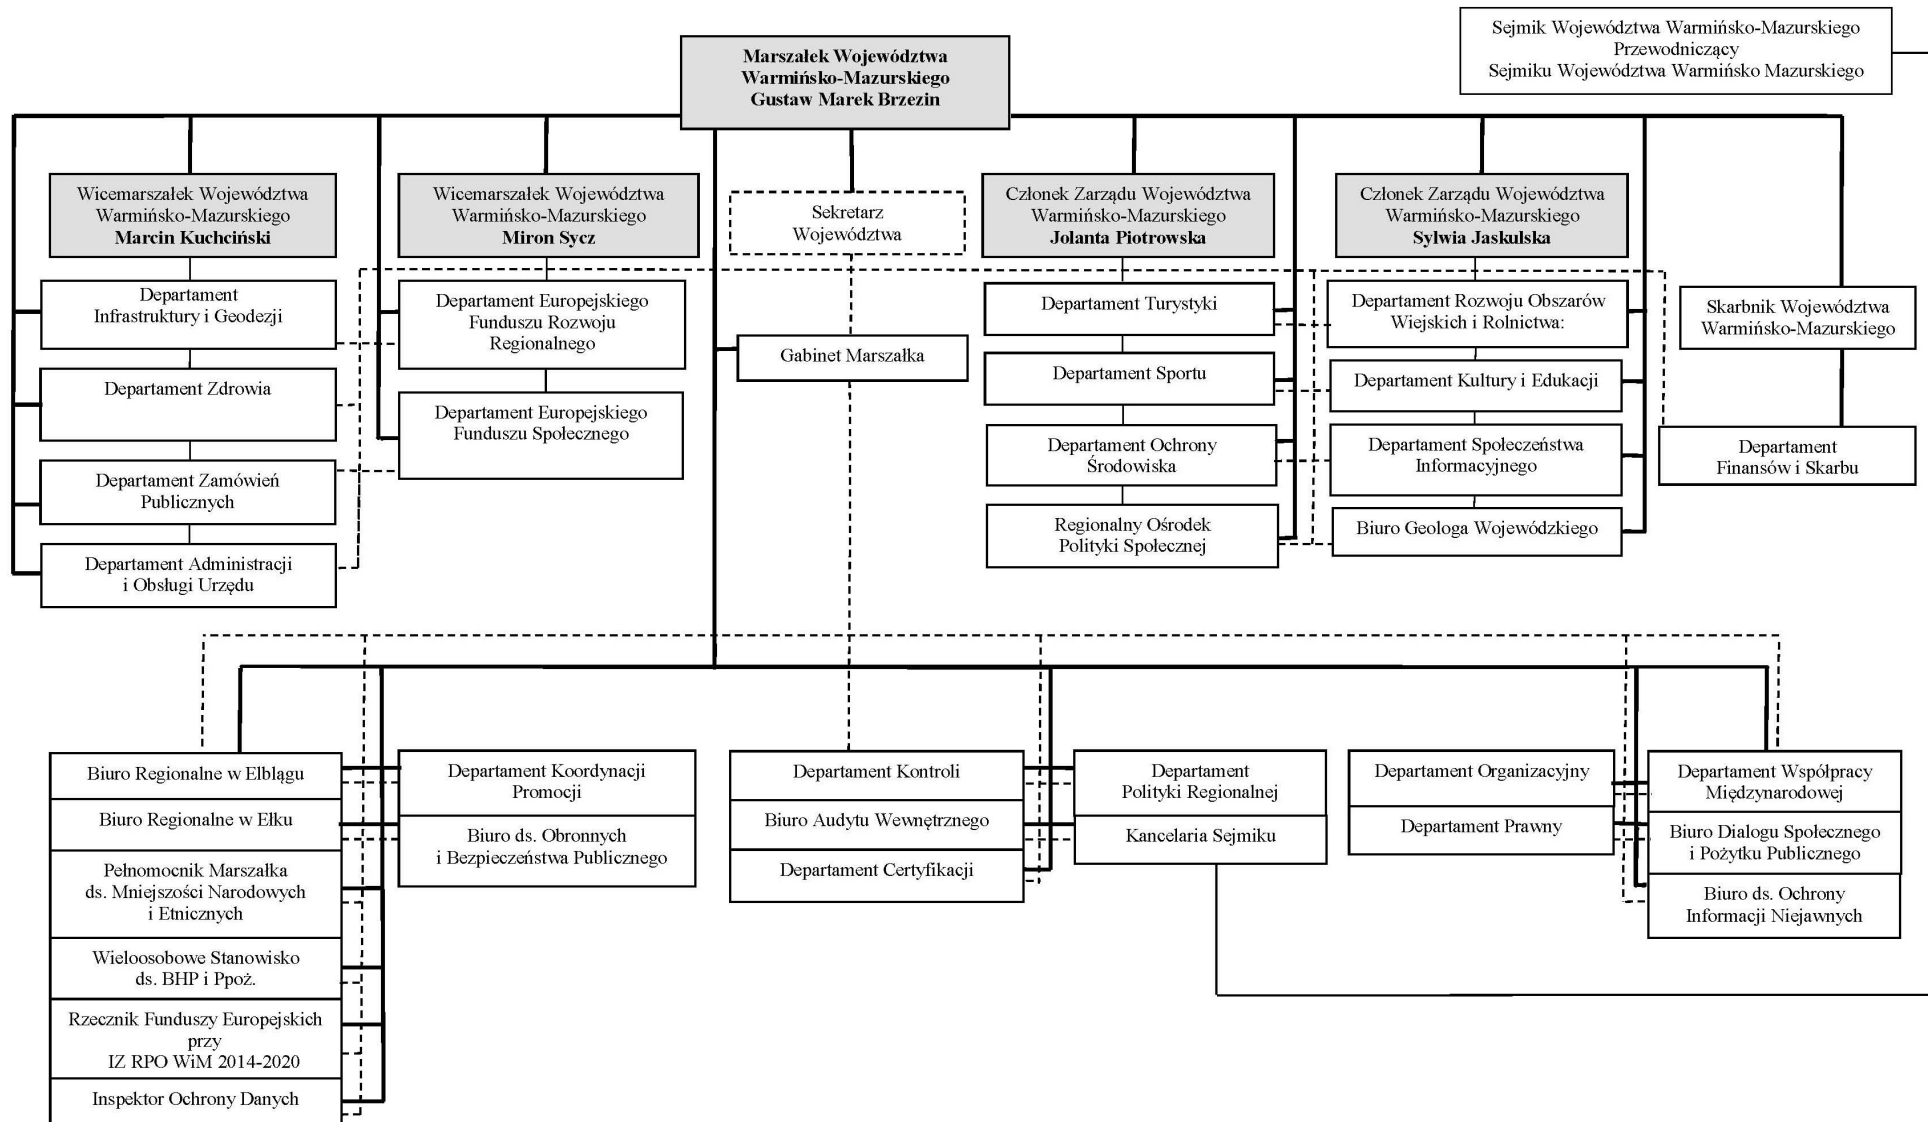 Sejmik Województwa Warmińsko-Mazurskiego
Przewodniczący
Sejmiku Województwa Warmińsko Mazurskiego
Marszałek Województwa
Warmińsko-Mazurskiego
Gustaw Marek Brzezin
Wicemarszałek Województwa
Warmińsko-Mazurskiego
Marcin Kuchciński
Wicemarszałek Województwa
Warmińsko-Mazurskiego
Miron Sycz
Sekretarz
Województwa
Członek Zarządu Województwa
Warmińsko-Mazurskiego
Jolanta Piotrowska
Członek Zarządu Województwa
Warmińsko-Mazurskiego
Sylwia Jaskulska
Departament
Infrastruktury i Geodezji
Departament Zdrowia
Departament Zamówień
Publicznych
Departament Administracji
i Obsługi Urzędu
Departament Europejskiego
Funduszu Rozwoju
Regionalnego
Departament Europejskiego
Funduszu Społecznego
Gabinet Marszałka
Departament Turystyki
Departament Sportu
Departament Ochrony
Środowiska
Regionalny Ośrodek
Polityki Społecznej
Departament Rozwoju Obszarów
Wiejskich i Rolnictwa:
Departament Kultury i Edukacji
Departament Społeczeństwa
Informacyjnego
Biuro Geologa Wojewódzkiego
Skarbnik Województwa
Warmińsko-Mazurskiego
Departament
Finansów i Skarbu
Biuro Regionalne w Elblągu
Biuro Regionalne w Ełku
Pełnomocnik Marszałka
ds. Mniejszości Narodowych
i Etnicznych
Wieloosobowe Stanowisko
ds. BHP i Ppoż.
Rzecznik Funduszy Europejskich
przy
IZ RPO WiM 2014-2020
Inspektor Ochrony Danych
Departament Koordynacji
Promocji
Biuro ds. Obronnych
i Bezpieczeństwa Publicznego
Departament Kontroli
Biuro Audytu Wewnętrznego
Departament Certyfikacji
Departament
Polityki Regionalnej
Kancelaria Sejmiku
Departament Organizacyjny
Departament Prawny
Departament Współpracy
Międzynarodowej
Biuro Dialogu Społecznego
i Pożytku Publicznego
Biuro ds. Ochrony
Informacji Niejawnych